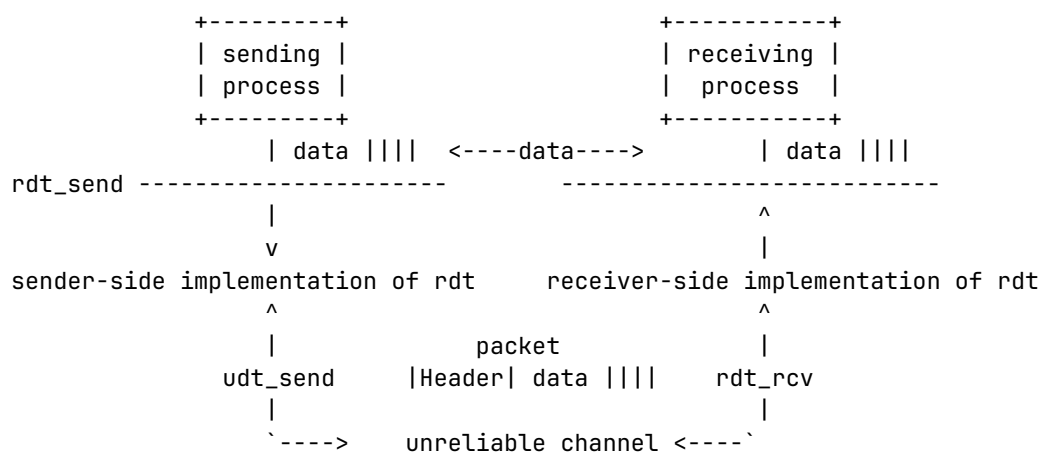 +---------+ +-----------+
| sending | | receiving |
| process | | process |
+---------+ +-----------+
| data |||| <----data----> | data ||||
rdt_send ---------------------- ---------------------------
| ^
v |
sender-side implementation of rdt receiver-side implementation of rdt
^ ^
| packet |
udt_send |Header| data |||| rdt_rcv
| |
`----> unreliable channel <----`